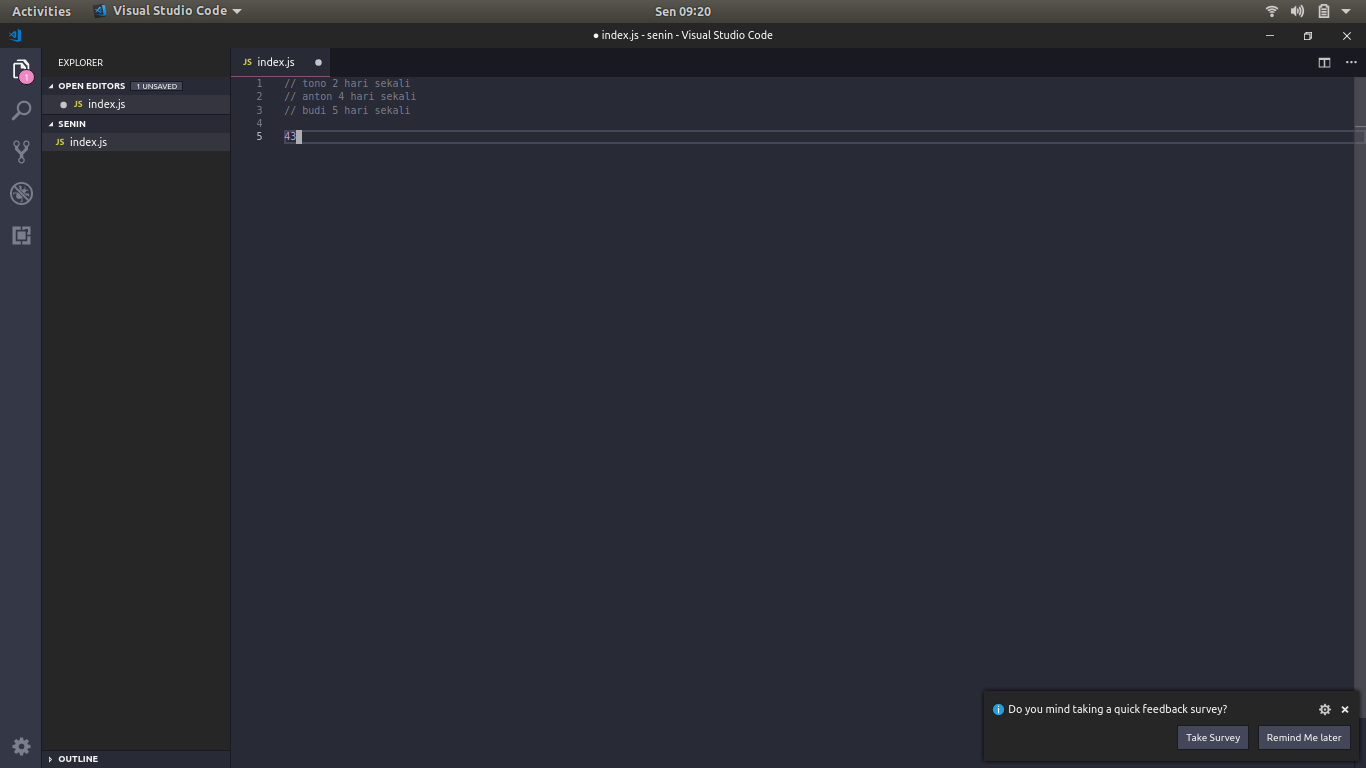 Activities Visual Studio Code Sen 09:20
● index.js - senin - Visual Studio Code
EXPLORER
OPEN EDITORS 1 UNSAVED
JS index.js
SENIN
JS index.js
OUTLINE
1
JS index.js
1 // tono 2 hari sekali
2 // anton 4 hari sekali
3 // budi 5 hari sekali
4
5 43
Do you mind taking a quick feedback survey?
Take Survey Remind Me later